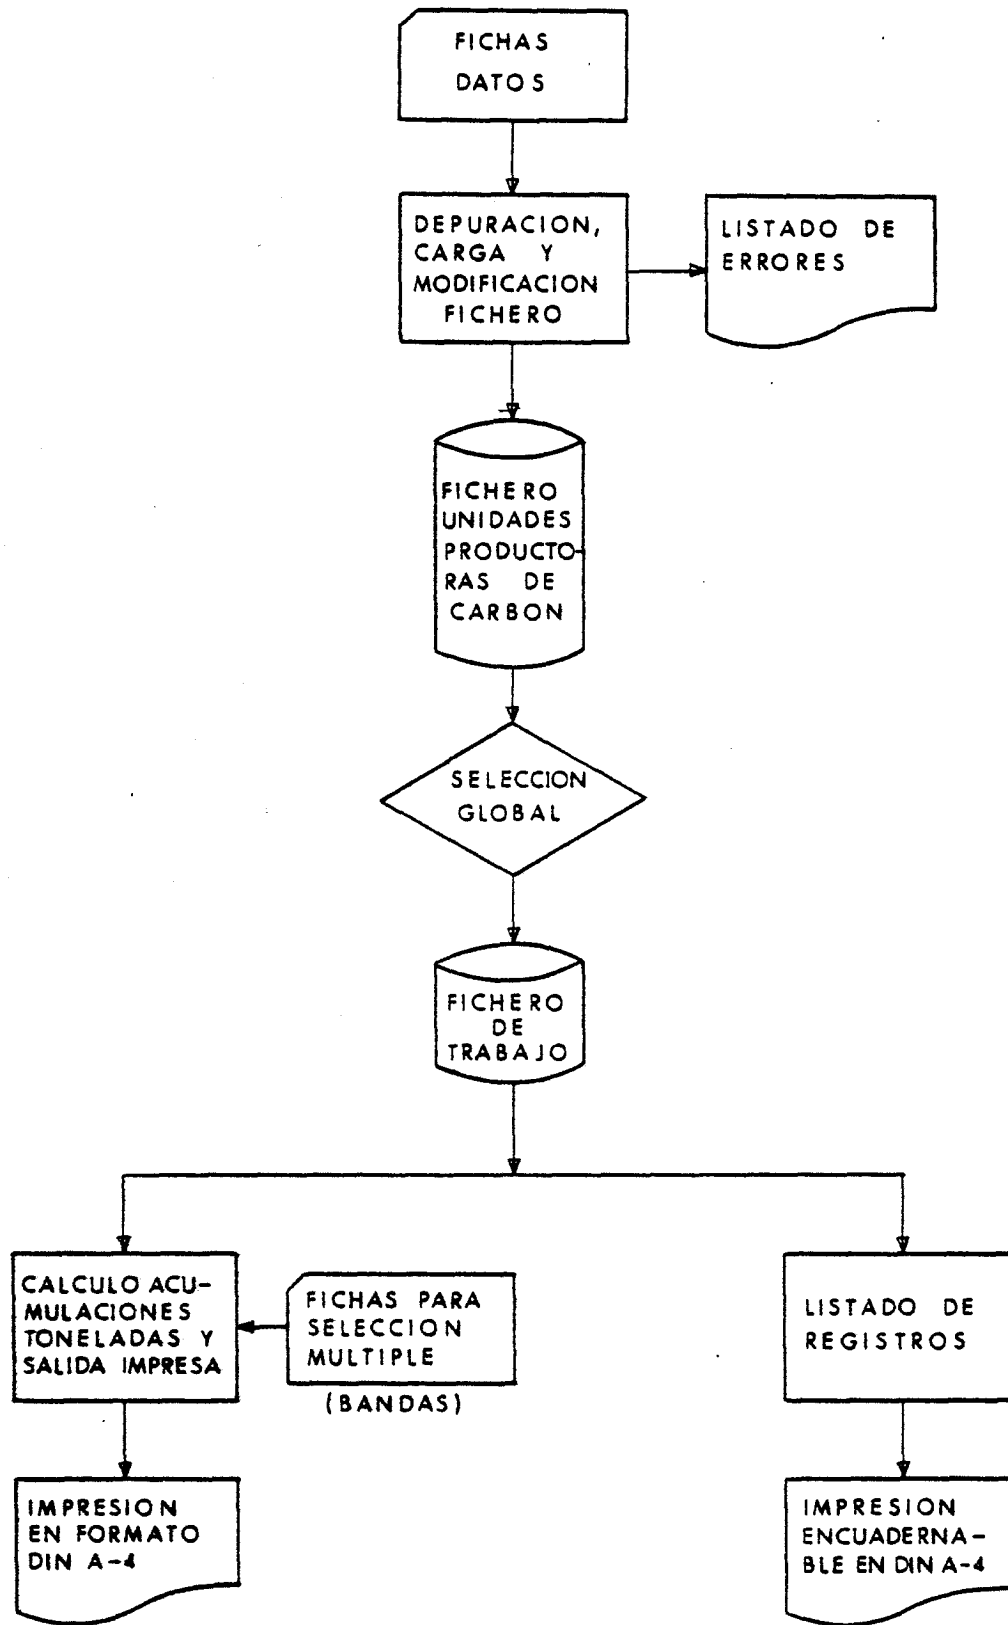 FICHAS
DATOS
DEPURACION,
CARGA Y
MODIFICACION
FICHERO
LISTADO DE
ERRORES
FICHERO
UNIDADES
PRODUCTO-
RAS DE
CARBON
SELECCION
GLOBAL
FICHERO
DE
TRABAJO
CALCULO ACU-
MULACIONES
TONELADAS Y
SALIDA IMPRESA
FICHAS PARA
SELECCION
MULTIPLE
(BANDAS)
LISTADO DE
REGISTROS
IMPRESION
EN FORMATO
DIN A-4
IMPRESION
ENCUADERNA-
BLE EN DIN A-4